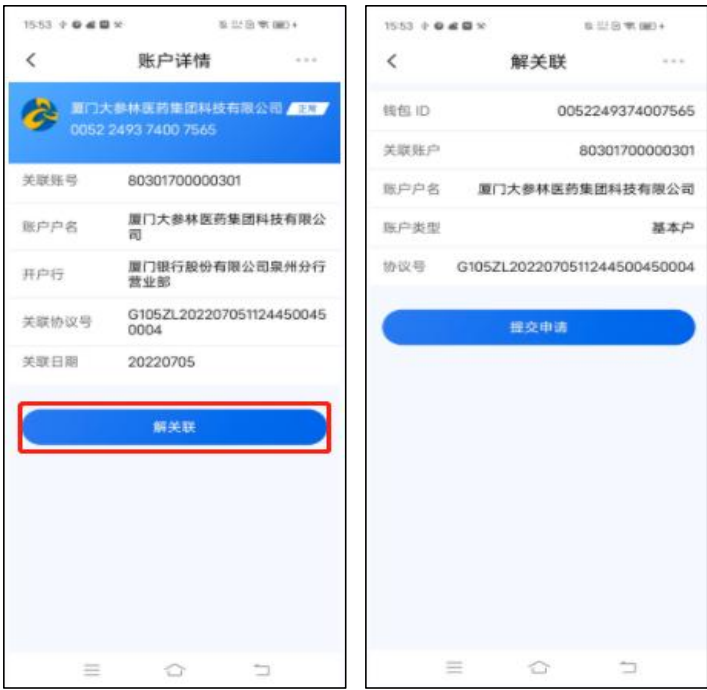 15:53
账户详情
厦门大参林医药集团科技有限公司 正常
0052 2493 7400 7565
关联账号 80301700000301
账户户名 厦门大参林医药集团科技有限公
司
开户行 厦门银行股份有限公司泉州分行
营业部
关联协议号 G105ZL202207051124450045
0004
关联日期 20220705
解关联
15:53
解关联
钱包 ID 0052249374007565
关联账户 80301700000301
账户户名 厦门大参林医药集团科技有限公司
账户类型 基本户
协议号 G105ZL2022070511244500450004
提交申请